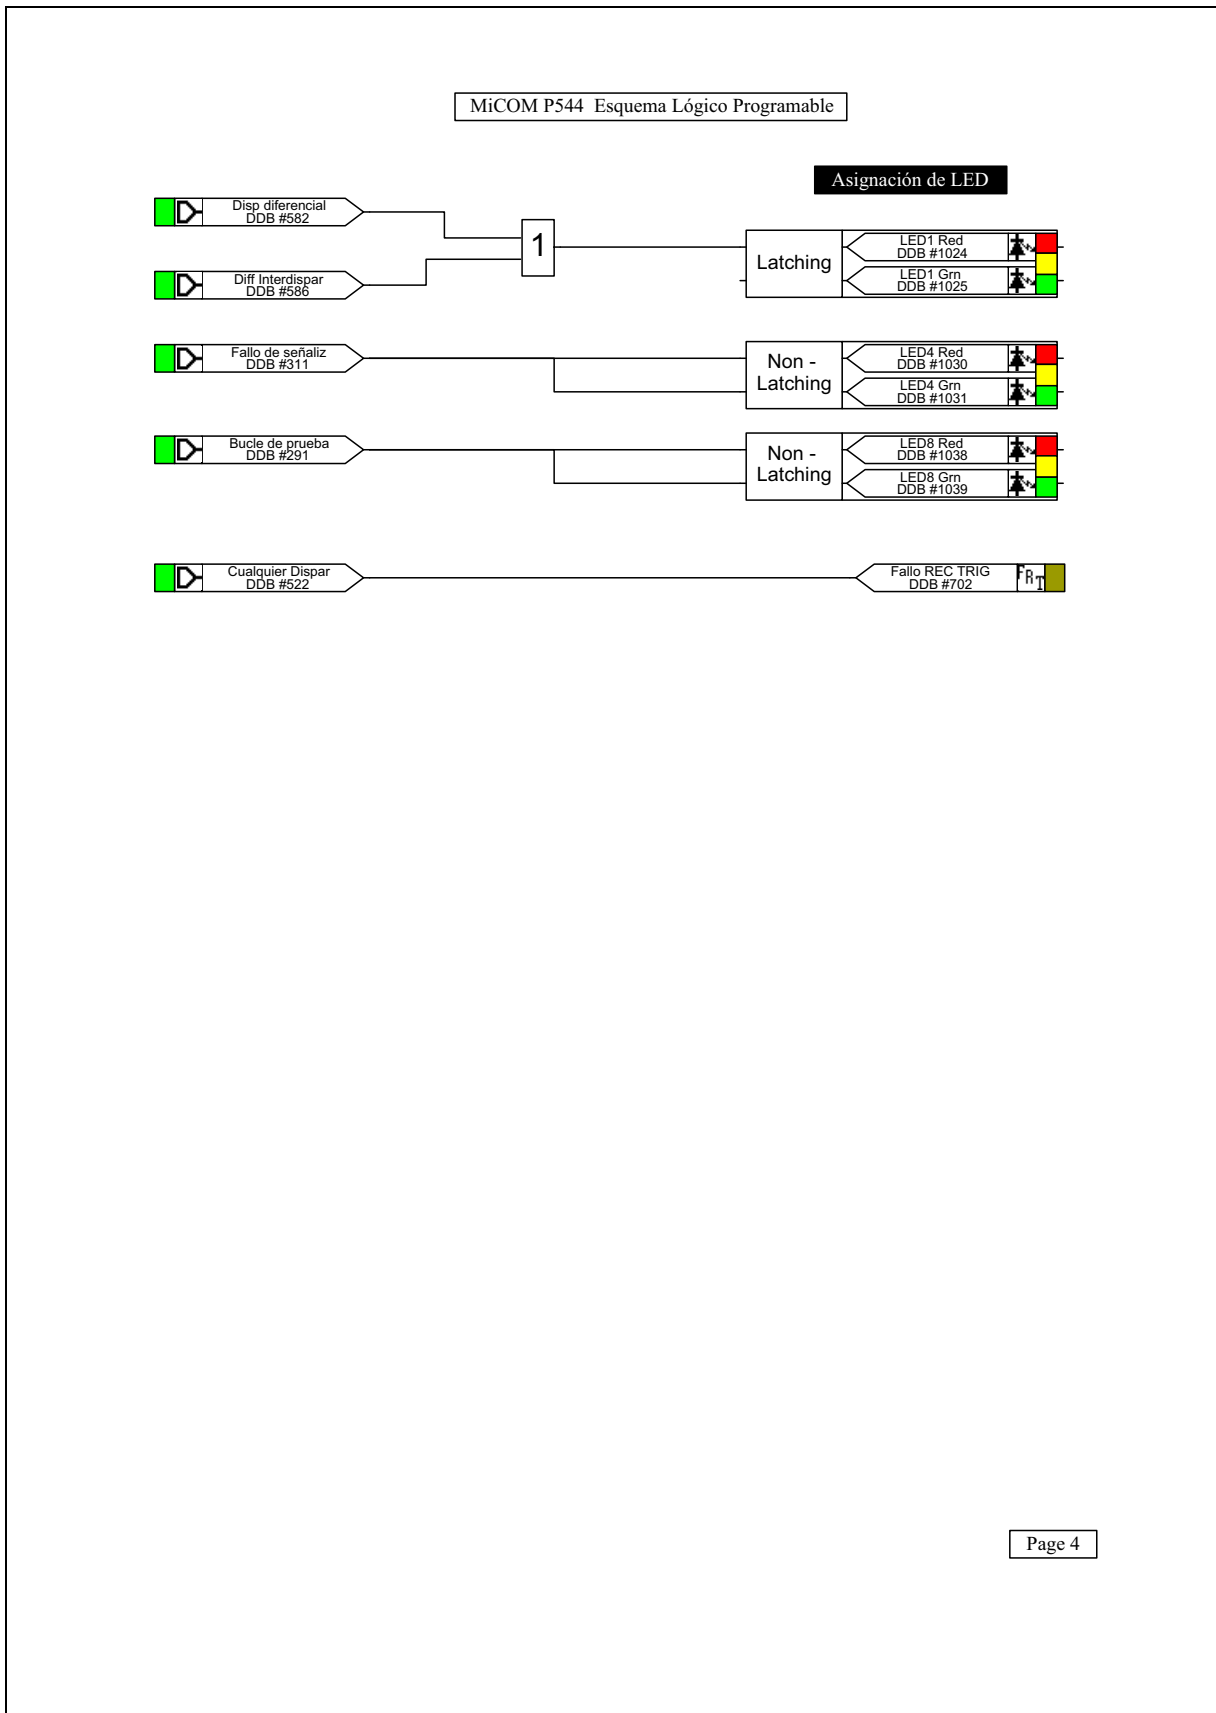 MiCOM P544 Esquema Lógico Programable
Asignación de LED
Disp diferencial
DDB #582
Diff Interdispar
DDB #586
1
Latching
LED1 Red
DDB #1024
LED1 Grn
DDB #1025
Fallo de señaliz
DDB #311
Non -
Latching
LED4 Red
DDB #1030
LED4 Grn
DDB #1031
Bucle de prueba
DDB #291
Non -
Latching
LED8 Red
DDB #1038
LED8 Grn
DDB #1039
Cualquier Dispar
DDB #522
Fallo REC TRIG
DDB #702
FRT
Page 4